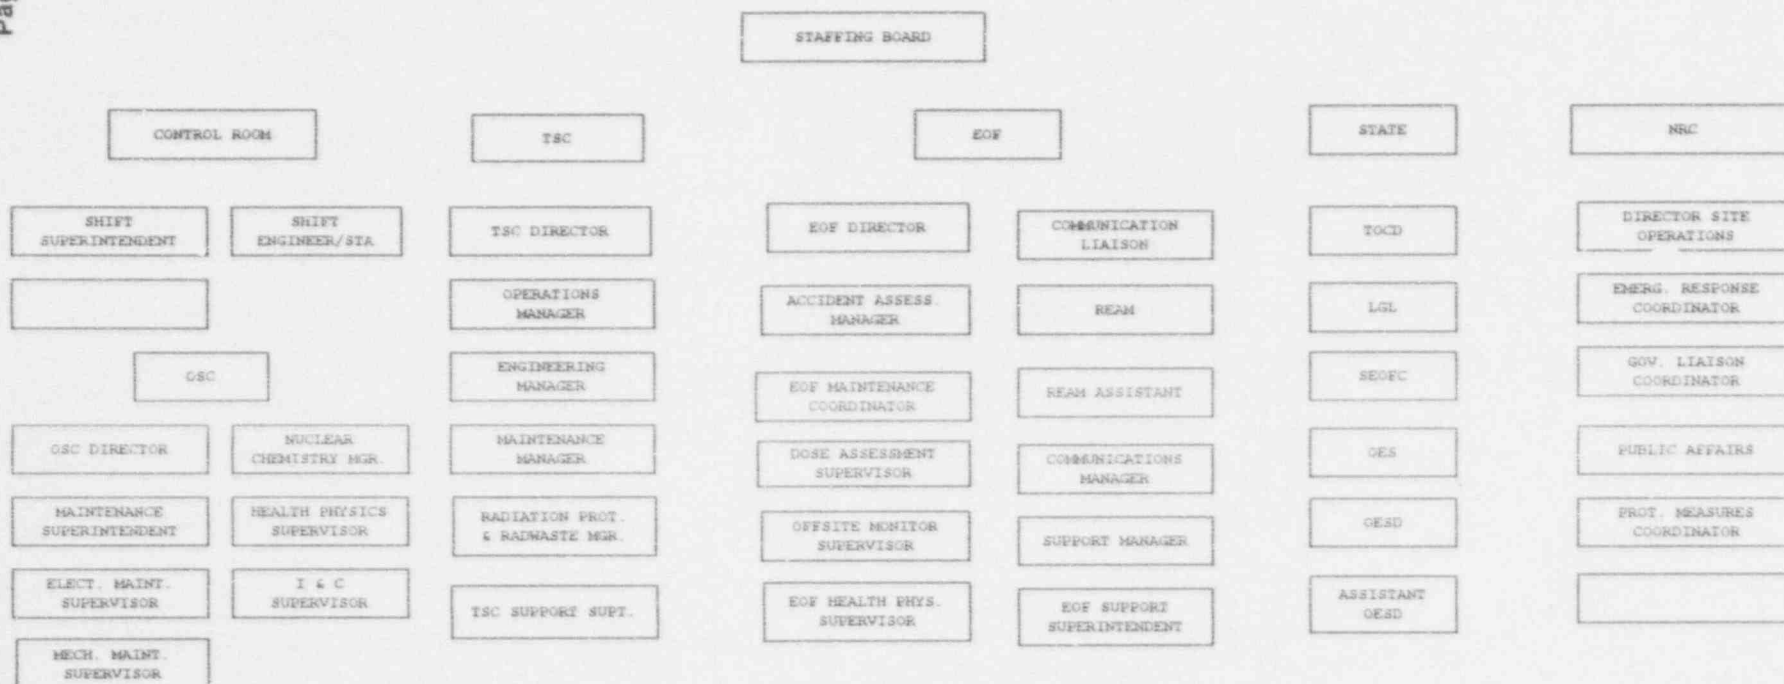 Pa
STAFFING BOARD
CONTROL ROOM
SHIFT
SUPERINTENDENT
SHIFT
ENGINEER/STA
OSC
OSC DIRECTOR
NUCLEAR
CHEMISTRY MGR.
MAINTENANCE
SUPERINTENDENT
HEALTH PHYSICS
SUPERVISOR
ELECT. MAINT.
SUPERVISOR
I & C
SUPERVISOR
MECH. MAINT.
SUPERVISOR
TSC
TSC DIRECTOR
OPERATIONS
MANAGER
ENGINEERING
MANAGER
MAINTENANCE
MANAGER
RADIATION PROT.
& RADWASTE MGR.
TSC SUPPORT SUPT.
EOF
EOF DIRECTOR
COMMUNICATION
LIAISON
ACCIDENT ASSESS.
MANAGER
REAM
EOF MAINTENANCE
COORDINATOR
REAM ASSISTANT
DOSE ASSESSMENT
SUPERVISOR
COMMUNICATIONS
MANAGER
OFFSITE MONITOR
SUPERVISOR
SUPPORT MANAGER
EOF HEALTH PHYS.
SUPERVISOR
EOF SUPPORT
SUPERINTENDENT
STATE
TOCD
LGL
SEOFC
OES
OESD
ASSISTANT
OESD
NRC
DIRECTOR SITE
OPERATIONS
EMERG. RESPONSE
COORDINATOR
GOV. LIAISON
COORDINATOR
PUBLIC AFFAIRS
PROT. MEASURES
COORDINATOR